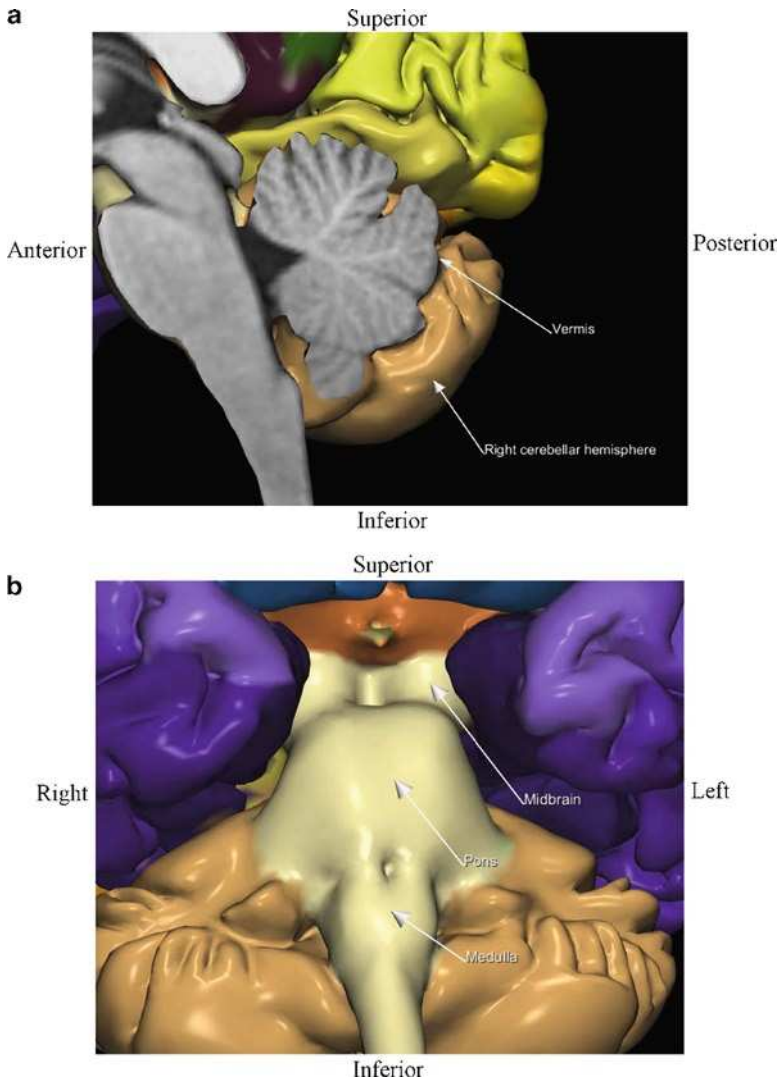 a
Superior
Anterior
Posterior
Vermis
Right cerebellar hemisphere
Inferior
b
Superior
Right
Left
Midbrain
Pons
Medulla
Inferior